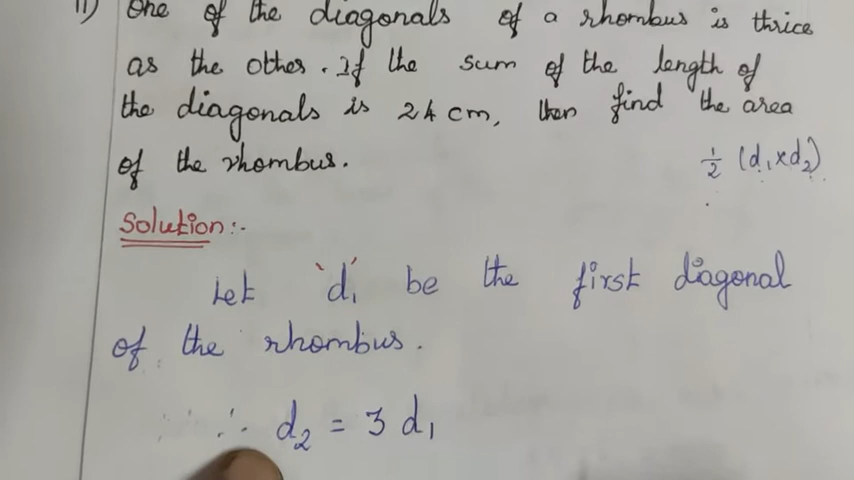 11) One of the diagonals of a rhombus is thrice
as the other. If the sum of the length of
the diagonals is 24 cm, then find the area
of the rhombus.
1/2 (d₁×d₂)
Solution:-
Let 'd₁' be the first diagonal
of the rhombus.
∴ d₂ = 3 d₁